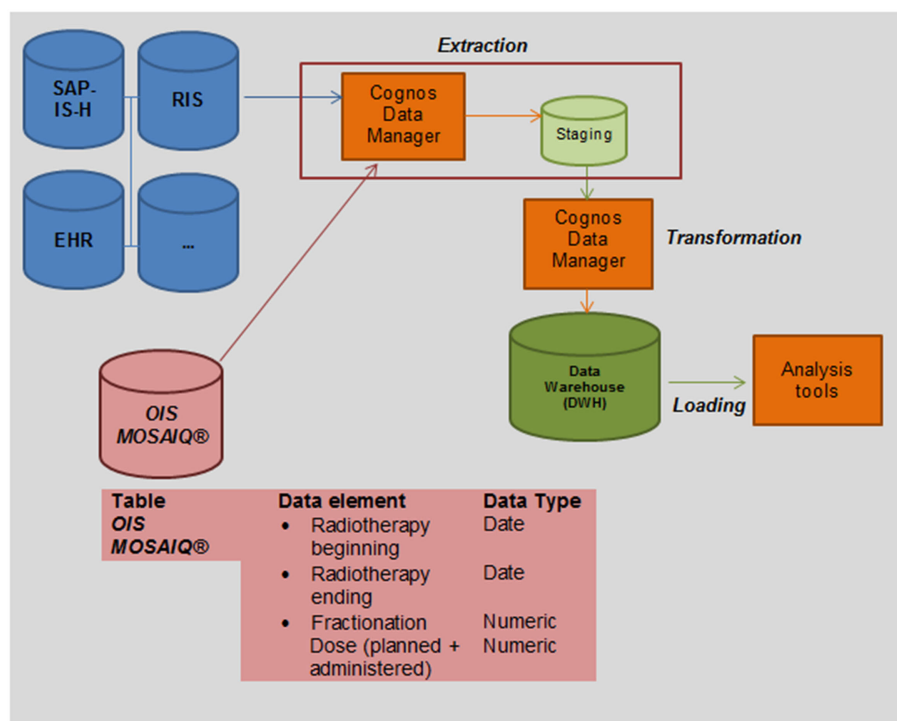 Extraction
SAP-
IS-H
RIS
Cognos
Data
Manager
Staging
EHR
...
Cognos
Data
Manager
Transformation
Data
Warehouse
(DWH)
Loading
Analysis
tools
OIS
MOSAIQ®
Table Data element Data Type
OIS • Radiotherapy Date
MOSAIQ® beginning
• Radiotherapy Date
ending
• Fractionation Numeric
Dose (planned + Numeric
administered)